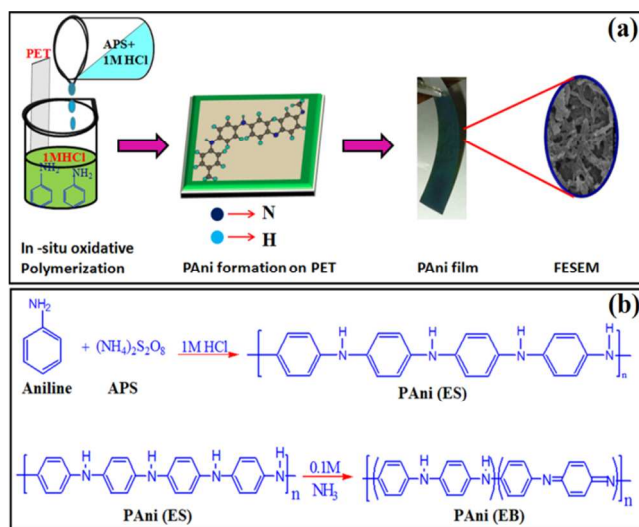 (a)
APS+
1M HCl
PET
1MHCl
NH2
NH2
N
H
In -situ oxidative
Polymerization
PAni formation on PET
PAni film
FESEM
(b)
NH2
+ (NH4)2S2O8
1M HCl
H
N
H
N
H
N
H
N
n
Aniline
APS
PAni (ES)
H
N
H
N
H
N
H
N
n
0.1M
NH3
H
N
H
N
N
N
n
PAni (ES)
PAni (EB)